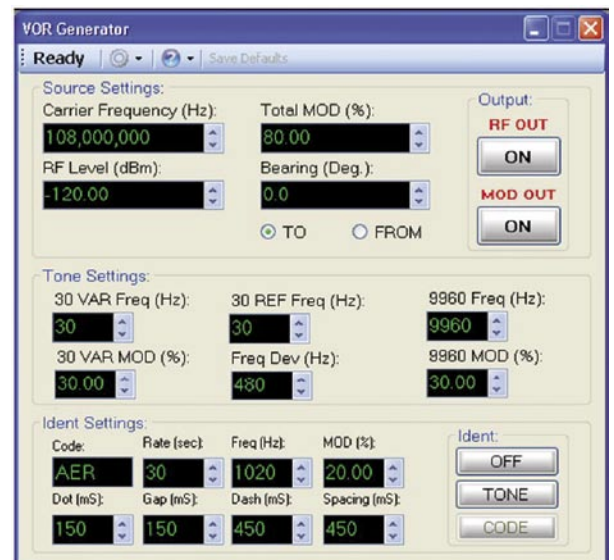 VOR Generator
Ready Save Defaults
Source Settings:
Carrier Frequency (Hz): Total MOD (%): Output:
108,000,000 80.00 RF OUT
ON
RF Level (dBm): Bearing (Deg.):
-120.00 0.0 MOD OUT
TO FROM ON
Tone Settings:
30 VAR Freq (Hz): 30 REF Freq (Hz): 9960 Freq (Hz):
30 30 9960
30 VAR MOD (%): Freq Dev (Hz): 9960 MOD (%):
30.00 480 30.00
Ident Settings:
Code: Rate (sec): Freq (Hz): MOD (%): Ident:
AER 30 1020 20.00 OFF
Dot (mS): Gap (mS): Dash (mS): Spacing (mS): TONE
150 150 450 450 CODE